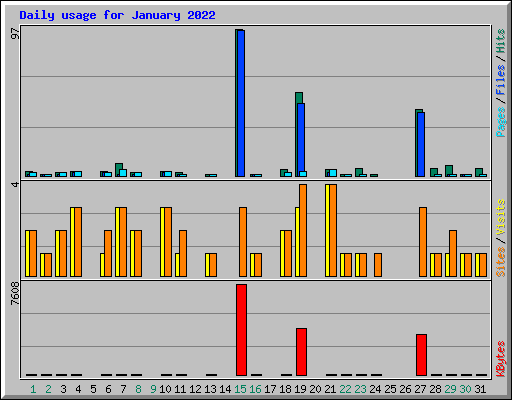 Daily usage for January 2022
97
Pages / Files / Hits
4
Sites / Visits
7608
KBytes
1 2 3 4 5 6 7 8 9 10 11 12 13 14 15 16 17 18 19 20 21 22 23 24 25 26 27 28 29 30 31